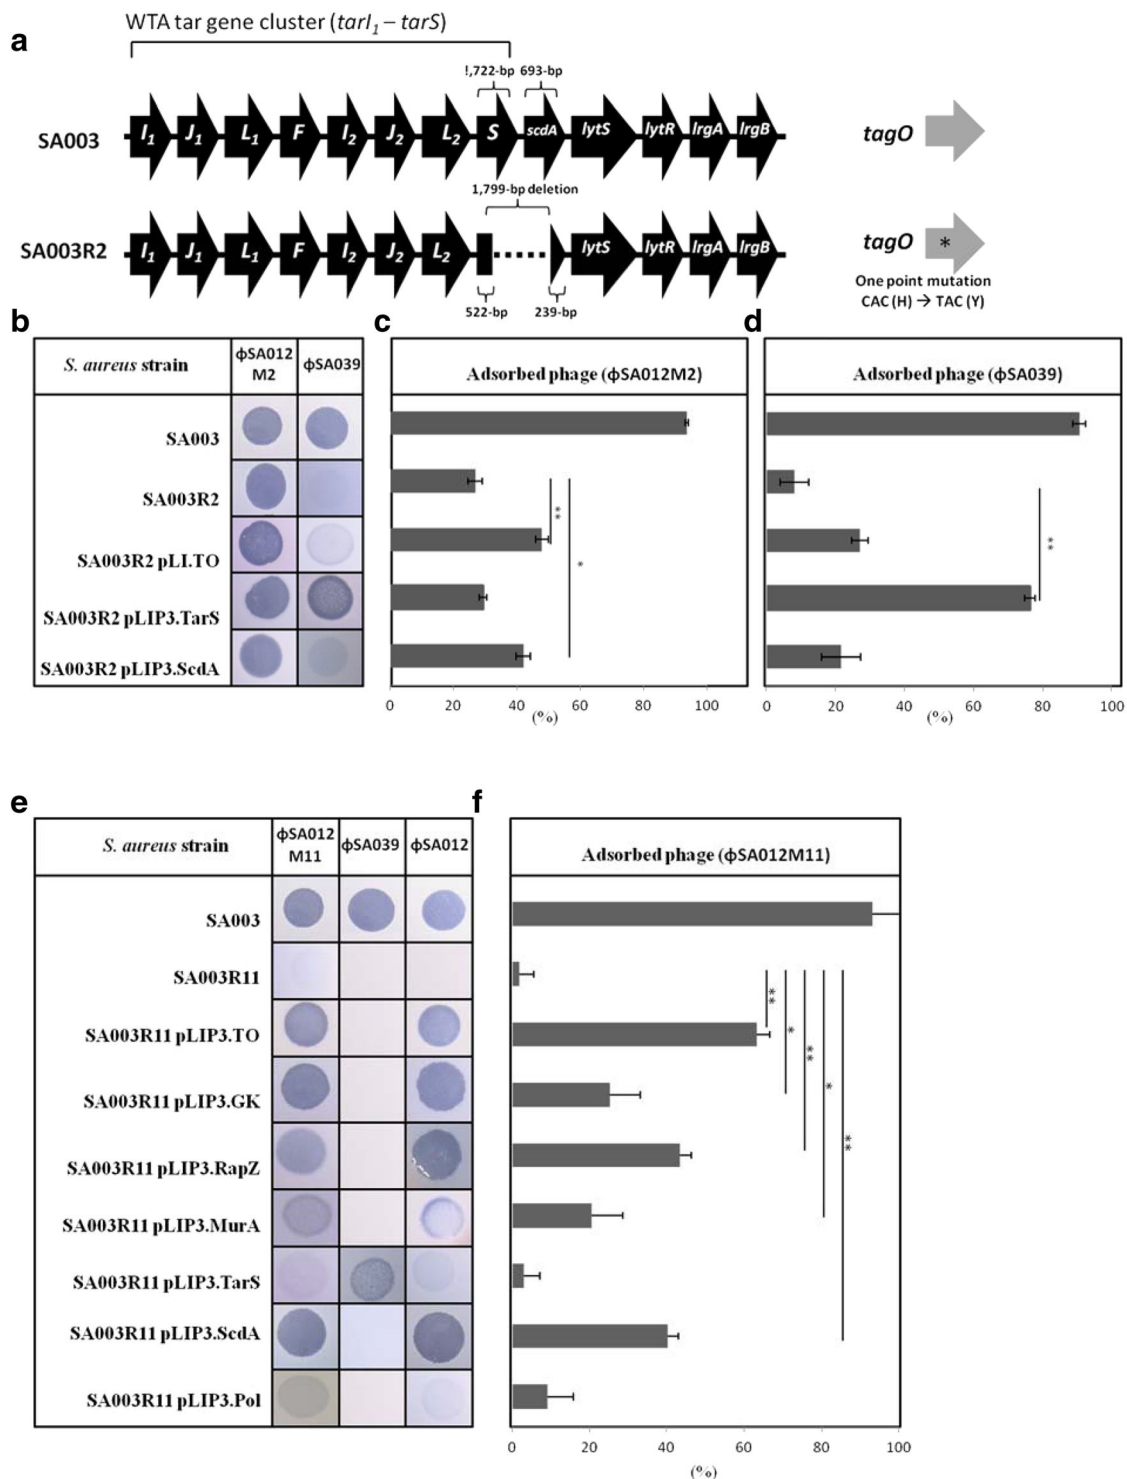 a
WTA tar gene cluster (tarI1 – tarS)
!,722-bp 693-bp
SA003 I1 J1 L1 F I2 J2 L2 S scdA lytS lytR lrgA lrgB tagO
1,799-bp deletion
SA003R2 I1 J1 L1 F I2 J2 L2 lytS lytR lrgA lrgB tagO *
522-bp 239-bp
One point mutation
CAC (H) → TAC (Y)
b
S. aureus strain ϕSA012 M2 ϕSA039
SA003
SA003R2
SA003R2 pLI.TO
SA003R2 pLIP3.TarS
SA003R2 pLIP3.ScdA
c
Adsorbed phage (ϕSA012M2)
**
*
0 20 40 60 80 100
(%)
d
Adsorbed phage (ϕSA039)
**
0 20 40 60 80 100
(%)
e
S. aureus strain ϕSA012 M11 ϕSA039 ϕSA012
SA003
SA003R11
SA003R11 pLIP3.TO
SA003R11 pLIP3.GK
SA003R11 pLIP3.RapZ
SA003R11 pLIP3.MurA
SA003R11 pLIP3.TarS
SA003R11 pLIP3.ScdA
SA003R11 pLIP3.Pol
f
Adsorbed phage (ϕSA012M11)
**
*
**
*
**
0 20 40 60 80 100
(%)